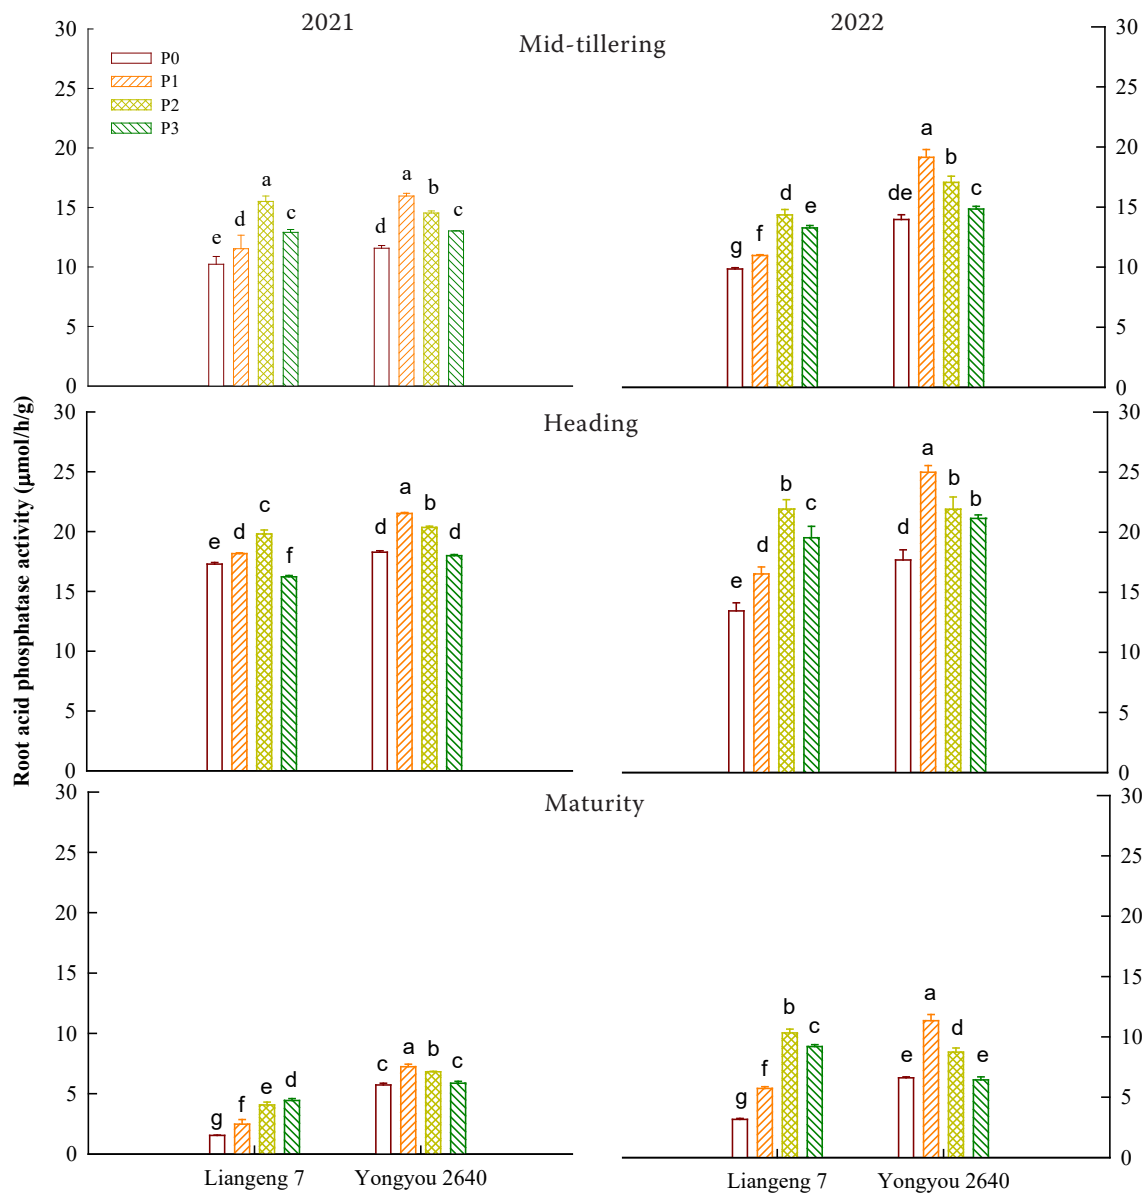 2021 2022
Mid-tillering
30 30
P0
P1
P2
P3
25 25
20 20
15 15
10 10
5 5
0 0
e d a c d a b c
g f d e de a b c
Root acid phosphatase activity (μmol/h/g)
Heading
30 30
25 25
20 20
15 15
10 10
5 5
0 0
e d c f d a b d
e d b c d a b b
Maturity
30 30
25 25
20 20
15 15
10 10
5 5
0 0
g f e d c a b c
g f b c e a d e
Liangeng 7 Yongyou 2640 Liangeng 7 Yongyou 2640